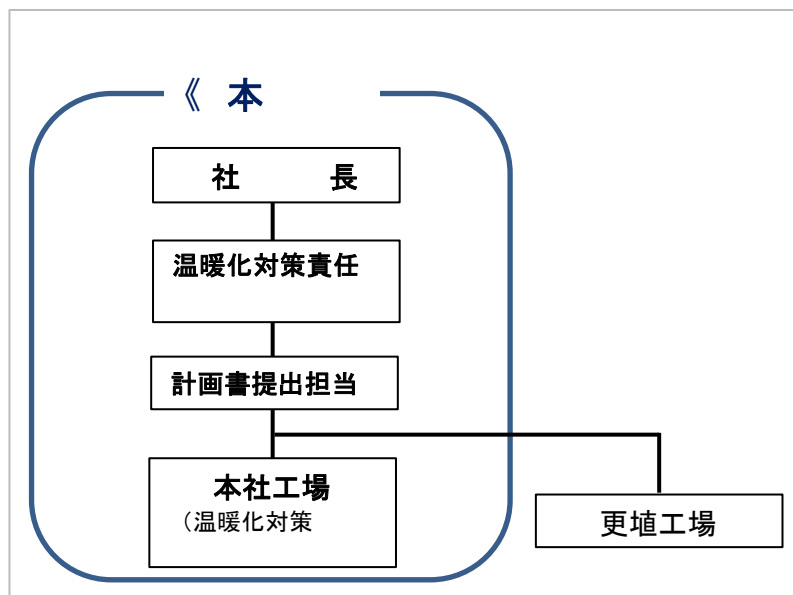 《 本
社 長
温暖化対策責任
計画書提出担当
本社工場
（温暖化対策
更埴工場